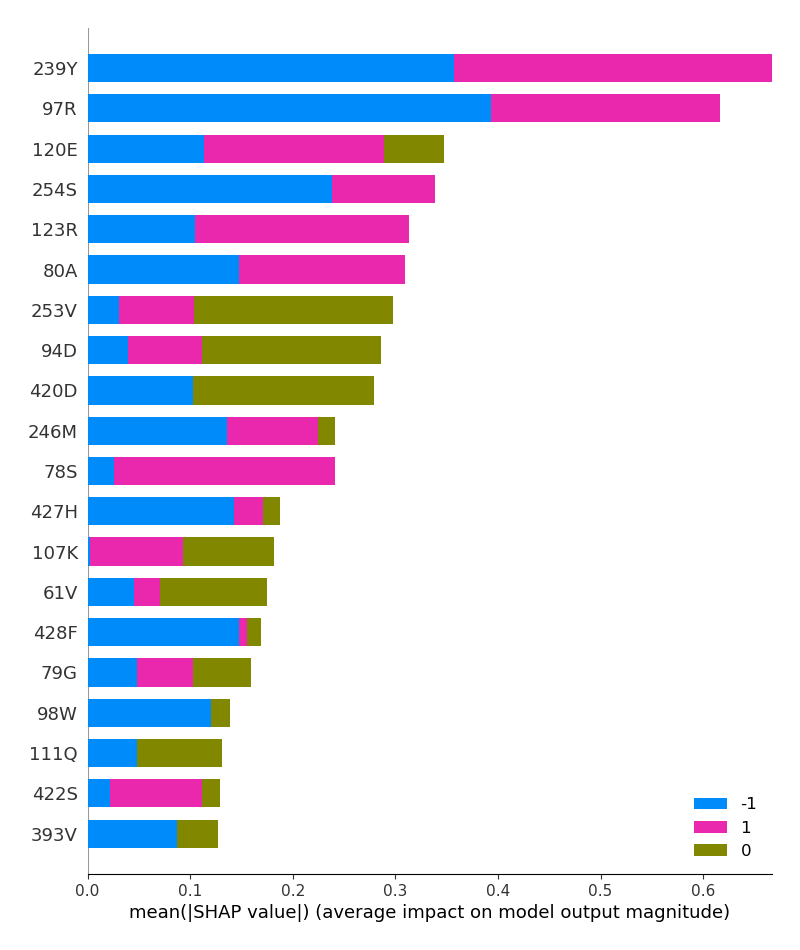 239Y
97R
120E
254S
123R
80A
253V
94D
420D
246M
78S
427H
107K
61V
428F
79G
98W
111Q
422S
393V
-1
1
0
0.0 0.1 0.2 0.3 0.4 0.5 0.6
mean(|SHAP value|) (average impact on model output magnitude)